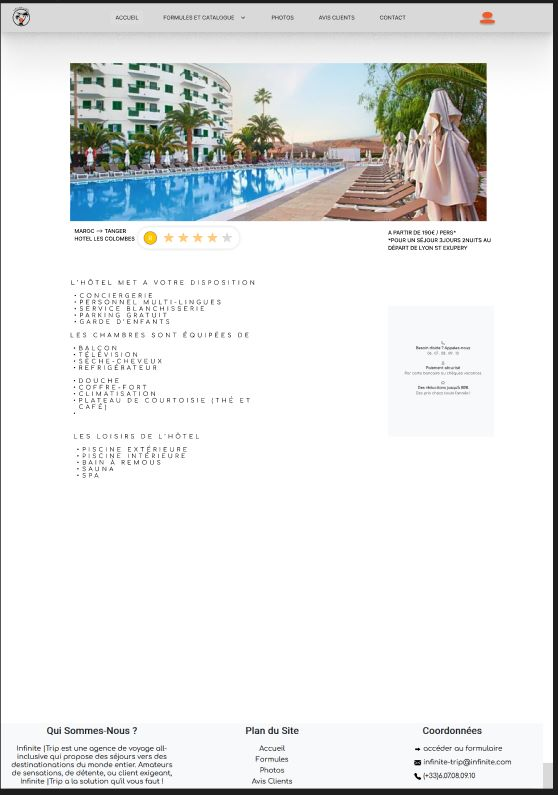 ACCUEIL FORMULES ET CATALOGUE PHOTOS AVIS CLIENTS CONTACT
MAROC -> TANGER
HOTEL LES COLOMBES
A PARTIR DE 190€ / PERS*
*POUR UN SÉJOUR 3JOURS 2NUITS AU
DÉPART DE LYON ST EXUPERY
L'HÔTEL MET A VOTRE DISPOSITION
• CONCIERGERIE
• PERSONNEL MULTI-LINGUES
• SERVICE BLANCHISSERIE
• PARKING GRATUIT
• GARDE D'ENFANTS
LES CHAMBRES SONT ÉQUIPÉES DE
• BALCON
• TÉLÉVISION
• SÈCHE-CHEVEUX
• REFRIGÉRATEUR
• DOUCHE
• COFFRE-FORT
• CLIMATISATION
• PLATEAU DE COURTOISIE (THÉ ET
CAFÉ)
•
Besoin d'aide ? Appelez-nous
06. 07. 08. 09. 10
Paiement sécurisé
Par carte bancaire ou chèques vacances
Des réductions jusqu'à 80%
Des prix chocs toute l'année !
LES LOISIRS DE L'HÔTEL
• PISCINE EXTÉRIEURE
• PISCINE INTÉRIEURE
• BAIN À REMOUS
• SAUNA
• SPA
Qui Sommes-Nous ?
Infinite |Trip est une agence de voyage all-
inclusive qui propose des séjours vers des
destinationations du monde entier. Amateurs
de sensations, de détente, ou client exigeant,
Infinite |Trip a la solution qu'il vous faut !
Plan du Site
Accueil
Formules
Photos
Avis Clients
Coordonnées
accéder au formulaire
infinite-trip@infinite.com
(+33)6.07.08.09.10